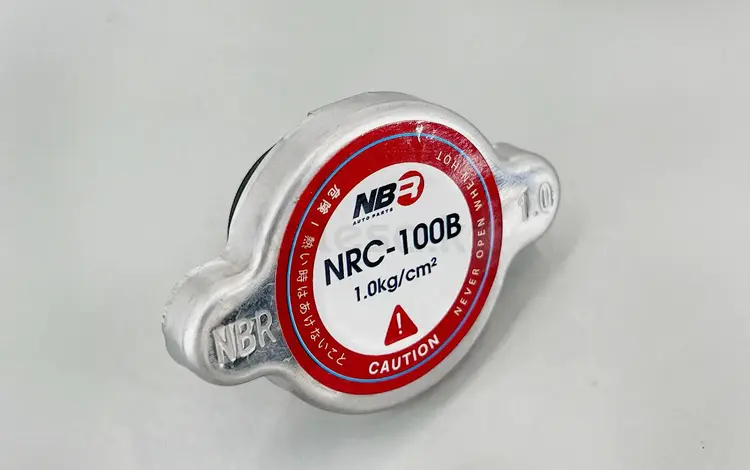 NBR
AUTO PARTS
NRC-100B
1.0kg/cm²
CAUTION
NEVER OPEN WHEN HOT
危険！熱い時はあけないこと
NBR
1.0